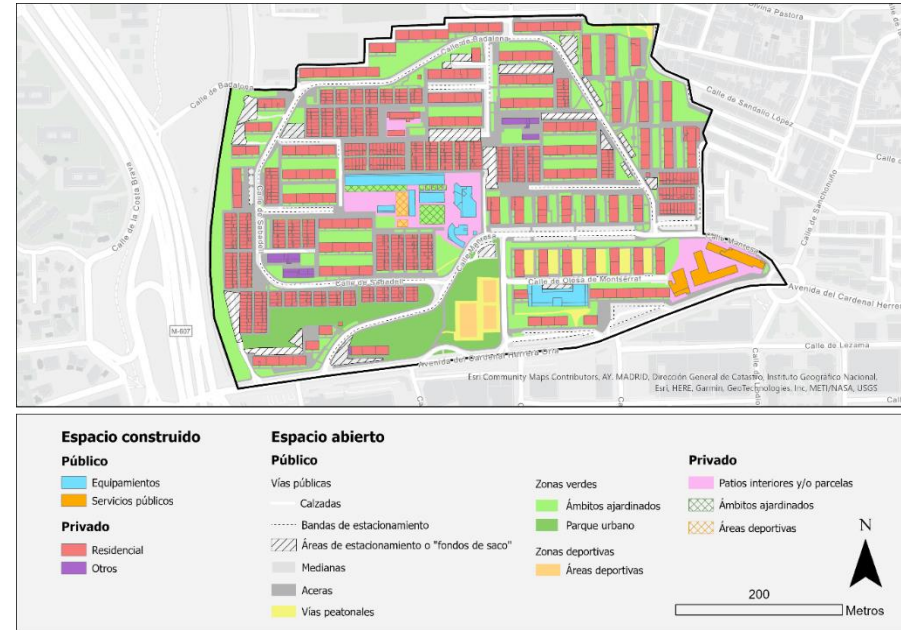 Divina Pastora
Calle de Badalona
Calle de Badalona
Calle de Sandalio López
Calle de la Costa Brava
Calle de Sanchonuño
Calle de Sabadell
Calle Manresa
Calle Manresa
Calle de Sabadell
Calle de Olesa de Montserrat
Avenida del Cardenal Herrera
M-607
Calle de Lezama
Avenida del Cardenal Herrera Oria
Esri Community Maps Contributors, AY. MADRID, Dirección General de Catastro, Instituto Geográfico Nacional,
Esri, HERE, Garmin, GeoTechnologies, Inc, METI/NASA, USGS
Espacio construido
Público
Equipamientos
Servicios públicos
Privado
Residencial
Otros
Espacio abierto
Público
Vías públicas
Calzadas
Bandas de estacionamiento
Áreas de estacionamiento o "fondos de saco"
Medianas
Aceras
Vías peatonales
Zonas verdes
Ámbitos ajardinados
Parque urbano
Zonas deportivas
Áreas deportivas
Privado
Patios interiores y/o parcelas
Ámbitos ajardinados
Áreas deportivas
N
200
Metros